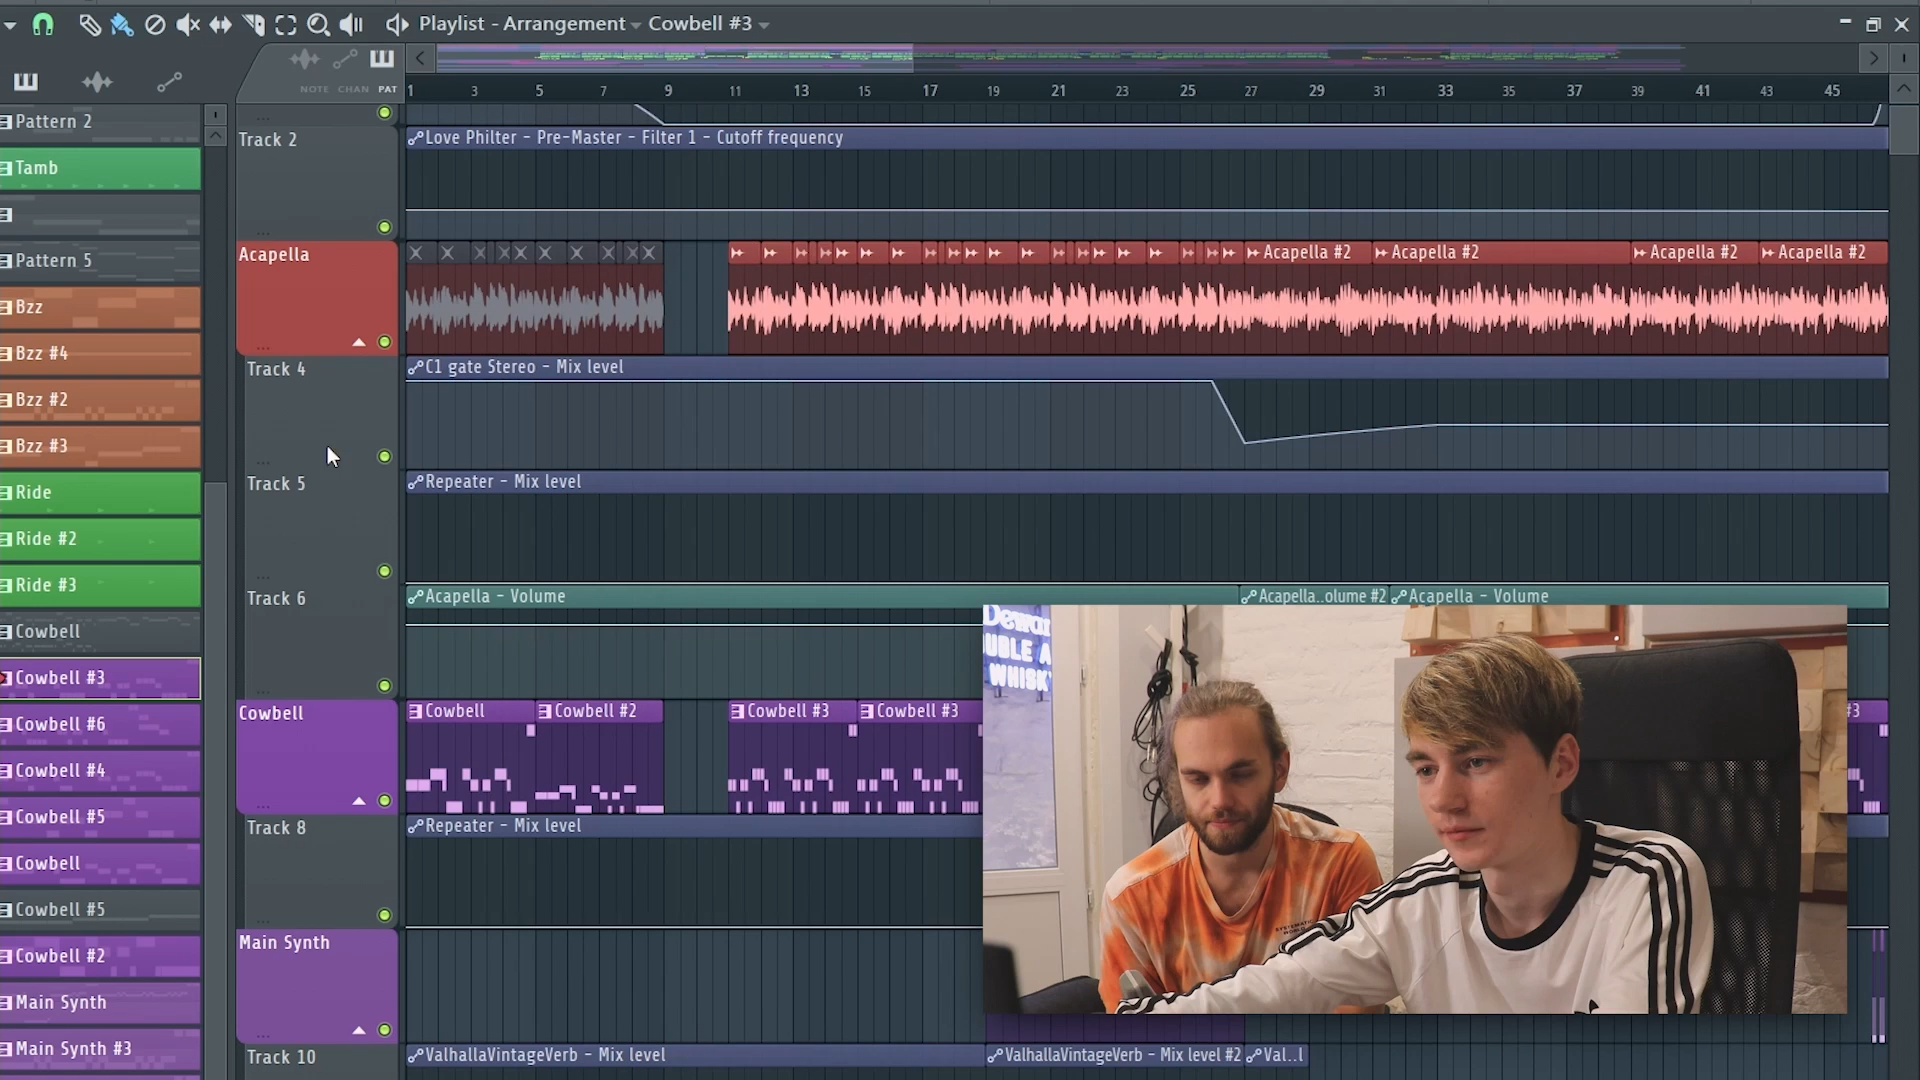 Playlist - Arrangement Cowbell #3
NOTE CHAN PAT
1 3 5 7 9 11 13 15 17 19 21 23 25 27 29 31 33 35 37 39 41 43 45
Pattern 2
Tamb
Pattern 5
Bzz
Bzz #4
Bzz #2
Bzz #3
Ride
Ride #2
Ride #3
Cowbell
Cowbell #3
Cowbell #6
Cowbell #4
Cowbell #5
Cowbell
Cowbell #5
Cowbell #2
Main Synth
Main Synth #3
Track 2
Love Philter - Pre-Master - Filter 1 - Cutoff frequency
Acapella
Acapella #2
Acapella #2
Acapella #2
Acapella #2
Track 4
C1 gate Stereo - Mix level
Track 5
Repeater - Mix level
Track 6
Acapella - Volume
Acapella..olume #2
Acapella - Volume
Cowbell
Cowbell
Cowbell #2
Cowbell #3
Cowbell #3
#3
Track 8
Repeater - Mix level
Main Synth
Track 10
ValhallaVintageVerb - Mix level
ValhallaVintageVerb - Mix level #2
Val..l
Dewar
UBLE A
WHISK
SYSTEMATIC